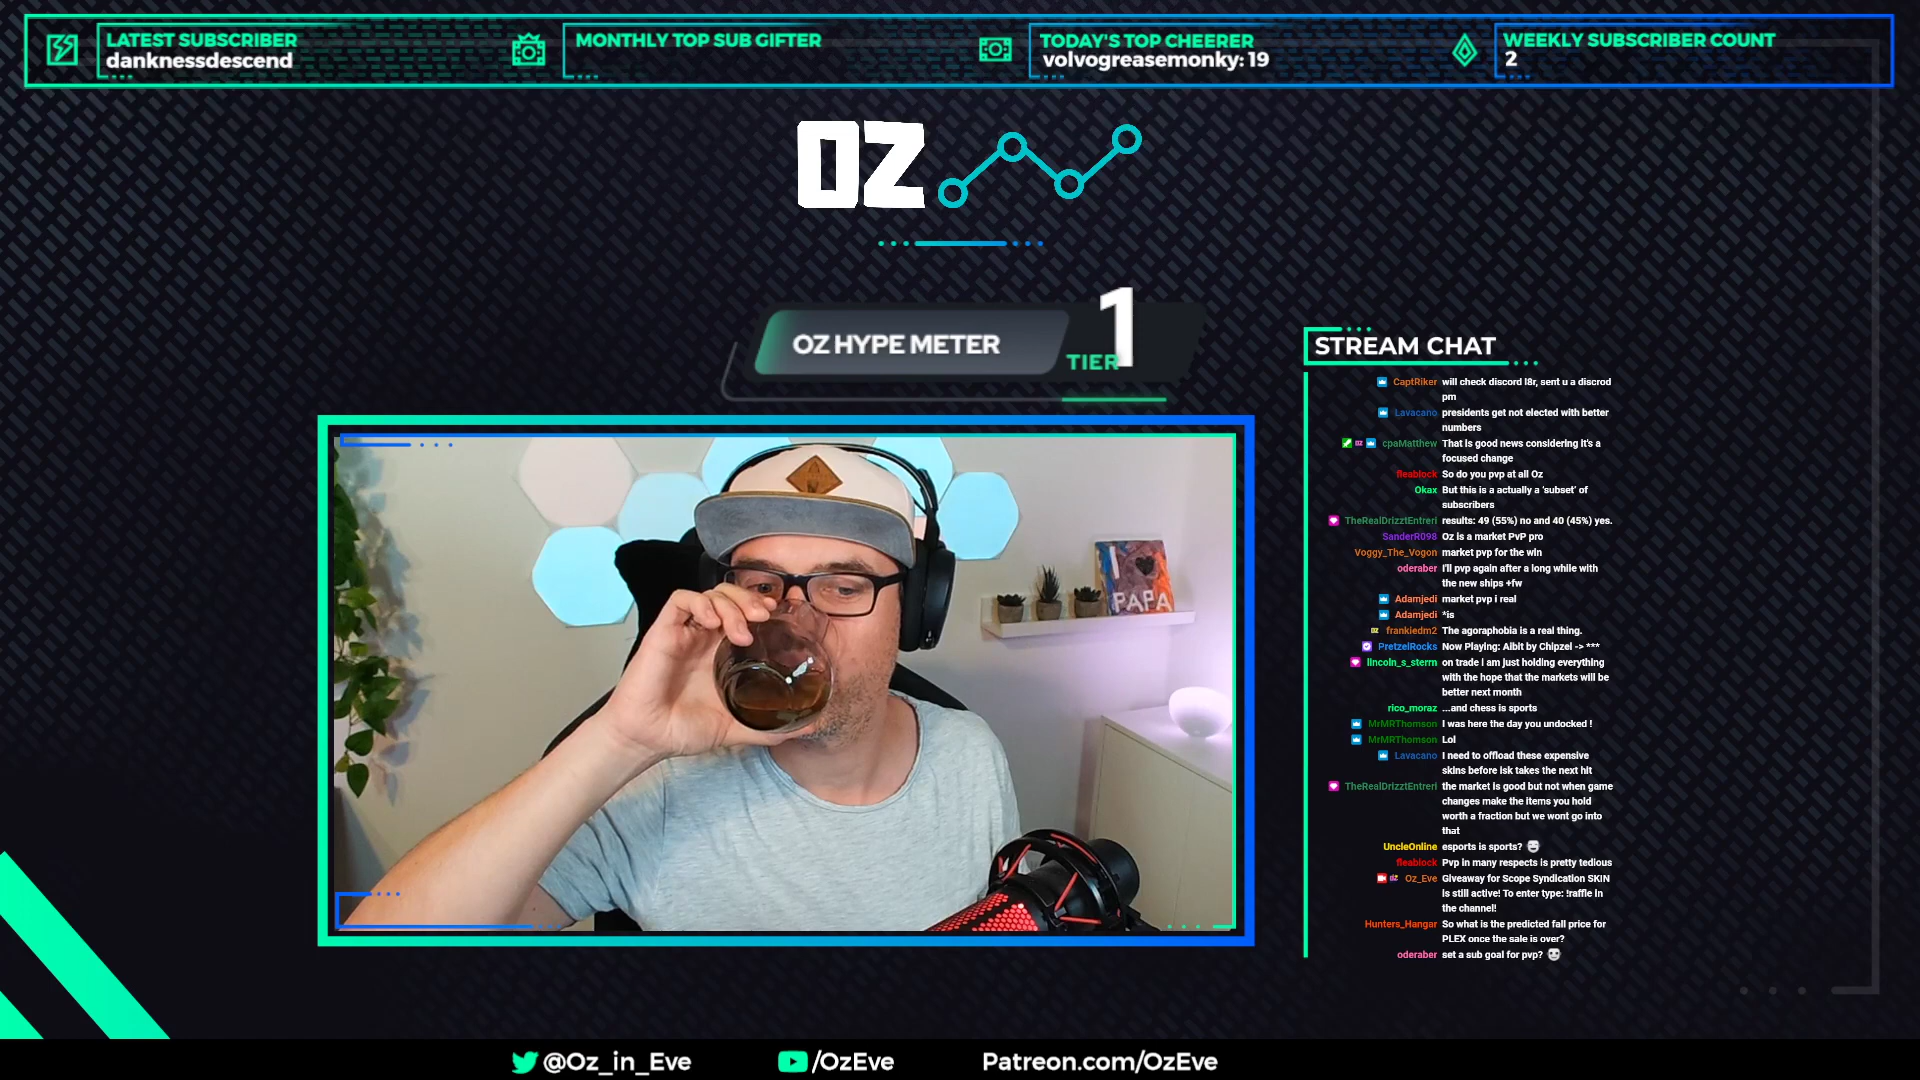 LATEST SUBSCRIBER
danknessdescend
MONTHLY TOP SUB GIFTER
TODAY'S TOP CHEERER
volvogreasemonky: 19
WEEKLY SUBSCRIBER COUNT
2
OZ
OZ HYPE METER
TIER 1
I
PAPA
STREAM CHAT
CaptRiker will check discord l8r, sent u a discrod
pm
Lavacano presidents get not elected with better
numbers
cpaMatthew That is good news considering it's a
focused change
fleablock So do you pvp at all Oz
Okax But this is a actually a 'subset' of
subscribers
TheRealDrizztEntreri results: 49 (55%) no and 40 (45%) yes.
SanderR098 Oz is a market PvP pro
Voggy_The_Vogon market pvp for the win
oderaber I'll pvp again after a long while with
the new ships +fw
Adamjedi market pvp i real
Adamjedi *is
frankiedm2 The agoraphobia is a real thing.
PretzelRocks Now Playing: Aibit by Chipzel -> ***
lincoln_s_sterrn on trade i am just holding everything
with the hope that the markets will be
better next month
rico_moraz ...and chess is sports
MrMRThomson I was here the day you undocked !
MrMRThomson Lol
Lavacano I need to offload these expensive
skins before isk takes the next hit
TheRealDrizztEntreri the market is good but not when game
changes make the items you hold
worth a fraction but we wont go into
that
UncleOnline esports is sports?
fleablock Pvp in many respects is pretty tedious
Oz_Eve Giveaway for Scope Syndication SKIN
is still active! To enter type: !raffle in
the channel!
Hunters_Hangar So what is the predicted fall price for
PLEX once the sale is over?
oderaber set a sub goal for pvp?
@Oz_in_Eve
/OzEve
Patreon.com/OzEve